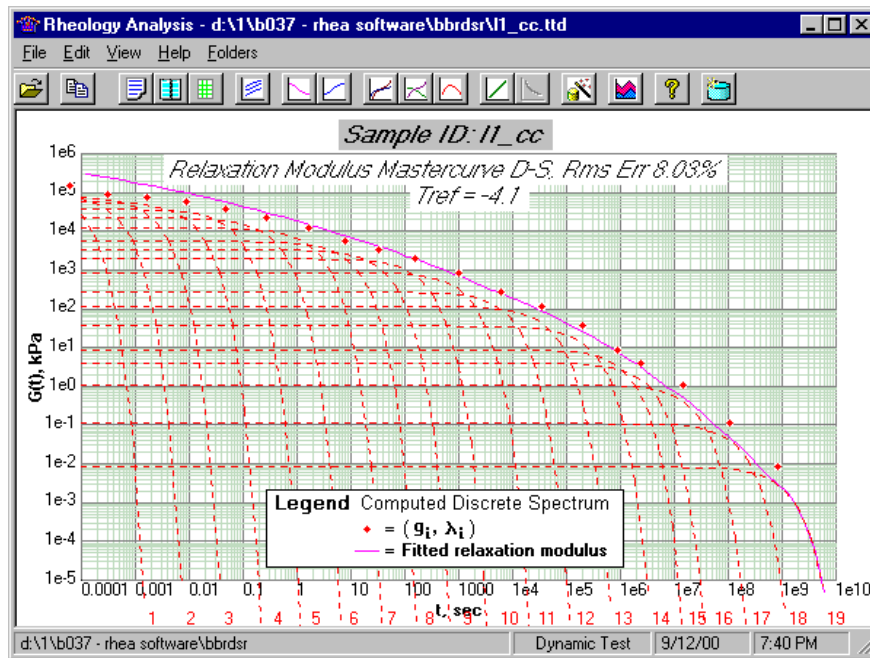 Rheology Analysis - d:\1\b037 - rhea software\bbrdsr\l1_cc.ttd
File Edit View Help Folders
Sample ID: l1_cc
Relaxation Modulus Mastercurve D-S, Rms Err 8.03%
Tref = -4.1
1e6
1e5
1e4
1e3
1e2
1e1
1e0
1e-1
1e-2
1e-3
1e-4
1e-5
G(t), kPa
Legend Computed Discrete Spectrum
= (gi, λi)
= Fitted relaxation modulus
0.0001 0.001 0.01 0.1 1 10 100 1000 1e4 1e5 1e6 1e7 1e8 1e9 1e10
t, sec
1 2 3 4 5 6 7 8 9 10 11 12 13 14 15 16 17 18 19
d:\1\b037 - rhea software\bbrdsr Dynamic Test 9/12/00 7:40 PM